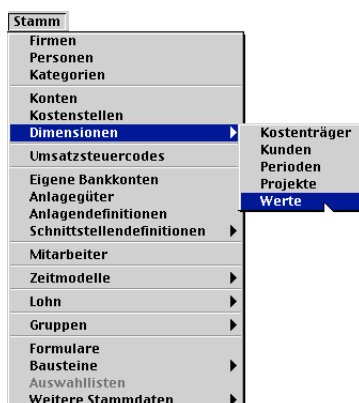 Stamm
Firmen
Personen
Kategorien
Konten
Kostenstellen
Dimensionen
Umsatzsteuercodes
Eigene Bankkonten
Anlagegüter
Anlagendefinitionen
Schnittstellendefinitionen
Mitarbeiter
Zeitmodelle
Lohn
Gruppen
Formulare
Bausteine
Auswahllisten
Weitere Stammdaten
Kostenträger
Kunden
Perioden
Projekte
Werte